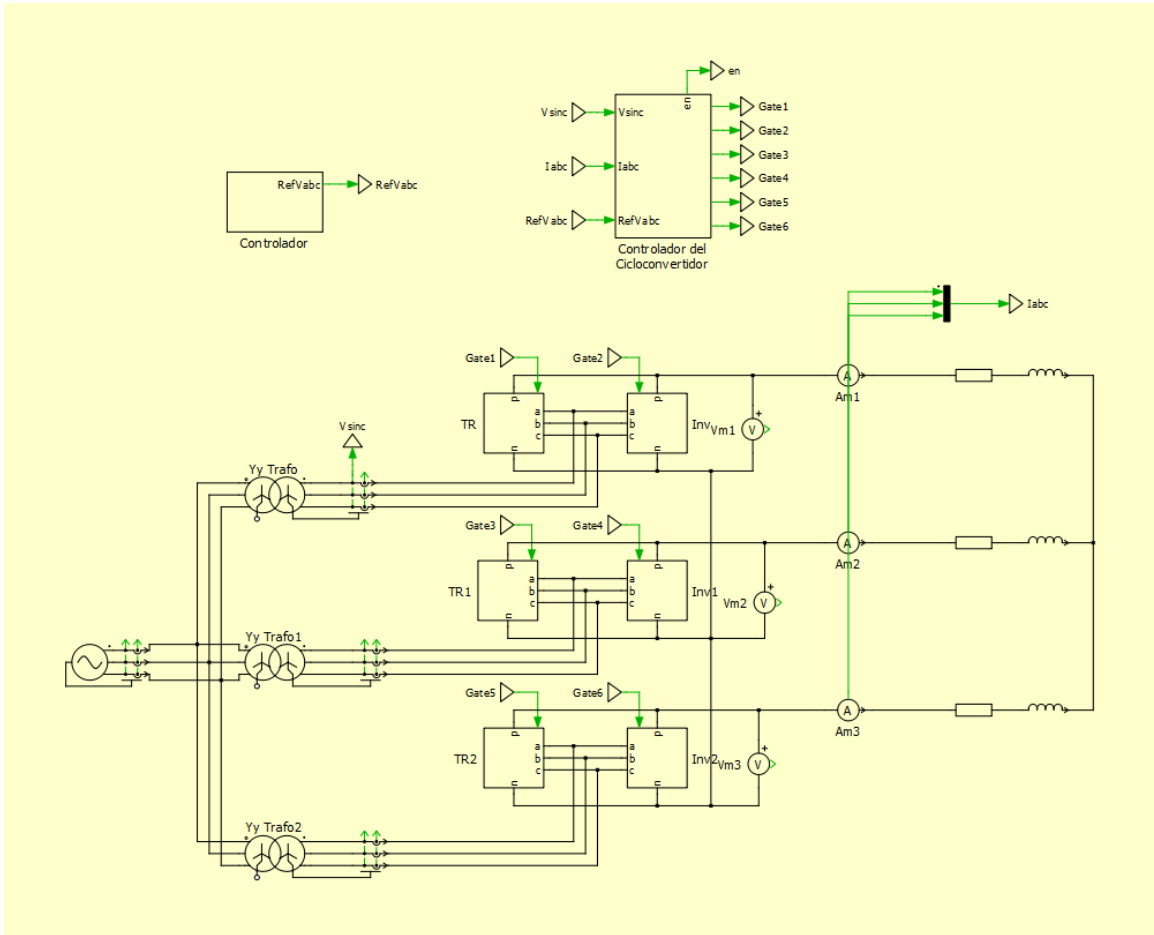 en
Vsinc
Vsinc
en
Gate1
Gate2
Iabc
Iabc
Gate3
Gate4
RefVabc
RefVabc
Gate5
RefVabc
RefVabc
Gate6
Controlador
Controlador del
Cicloconvertidor
Iabc
Gate1
Gate2
A
Am1
p
a
b
c
n
TR
p
a
b
c
n
Inv
Vm1
V
+
Vsinc
Yy Trafo
Gate3
Gate4
A
Am2
p
a
b
c
n
TR1
p
a
b
c
n
Inv1
Vm2
V
+
Yy Trafo1
Gate5
Gate6
A
Am3
p
a
b
c
n
TR2
p
a
b
c
n
Inv2
Vm3
V
+
Yy Trafo2